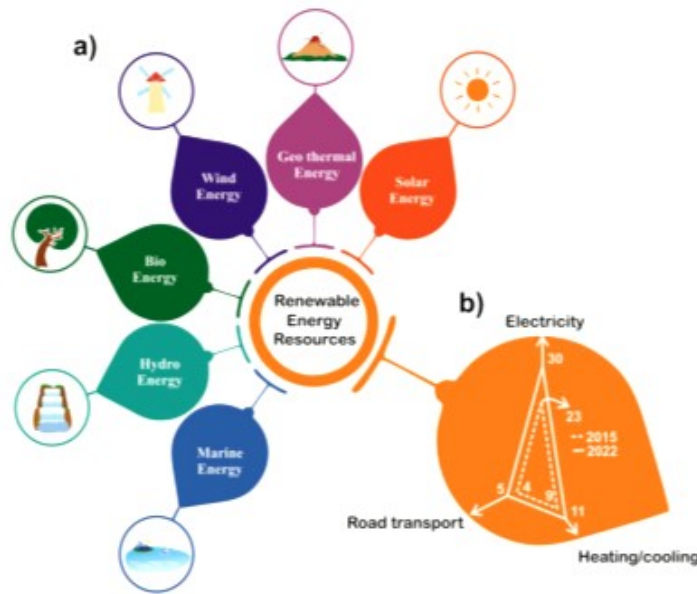 a)
Geo thermal
Energy
Wind
Energy
Solar
Energy
Bio
Energy
Hydro
Energy
Marine
Energy
Renewable
Energy
Resources
b)
Electricity
30
23
2015
2022
5
4
9
11
Road transport
Heating/cooling